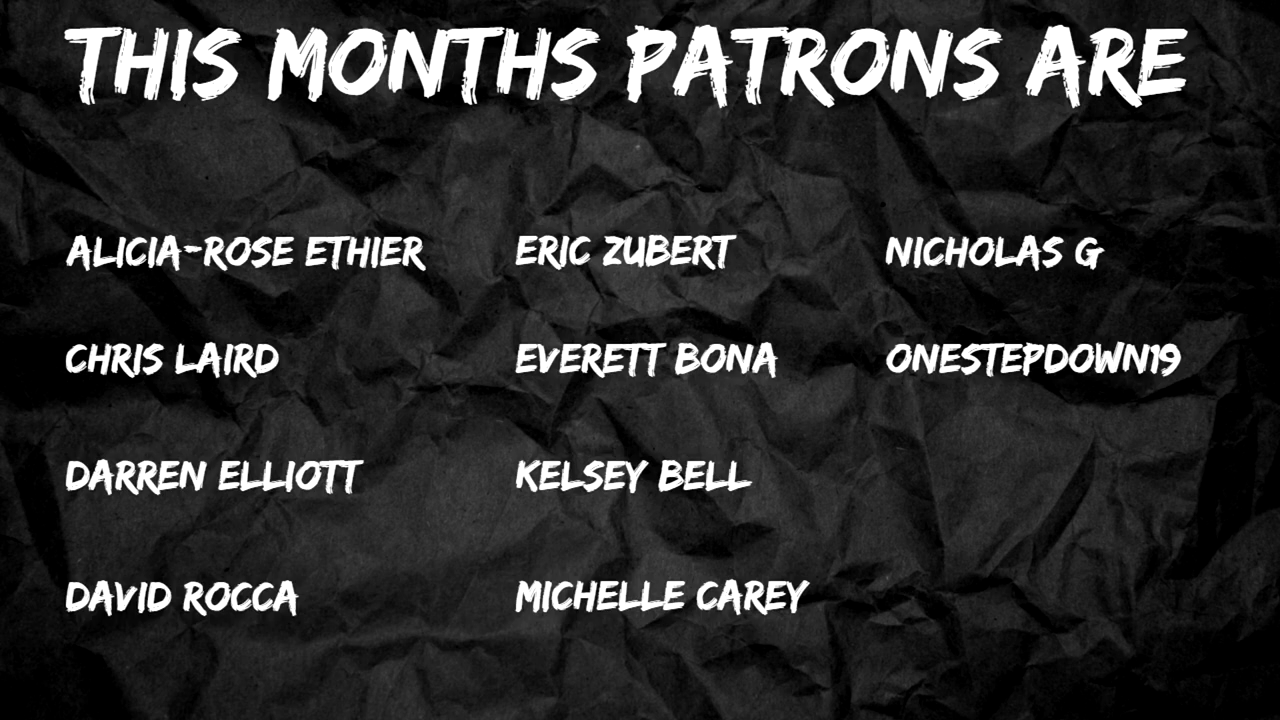 THIS MONTHS PATRONS ARE
ALICIA-ROSE ETHIER
CHRIS LAIRD
DARREN ELLIOTT
DAVID ROCCA
ERIC ZUBERT
EVERETT BONA
KELSEY BELL
MICHELLE CAREY
NICHOLAS G
ONESTEPDOWN19